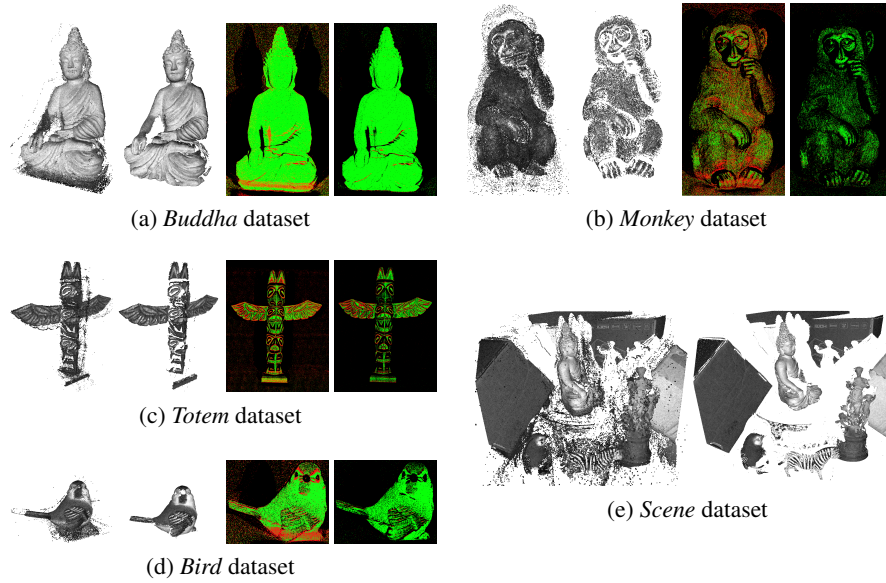 (a) Buddha dataset
(b) Monkey dataset
(c) Totem dataset
(d) Bird dataset
(e) Scene dataset